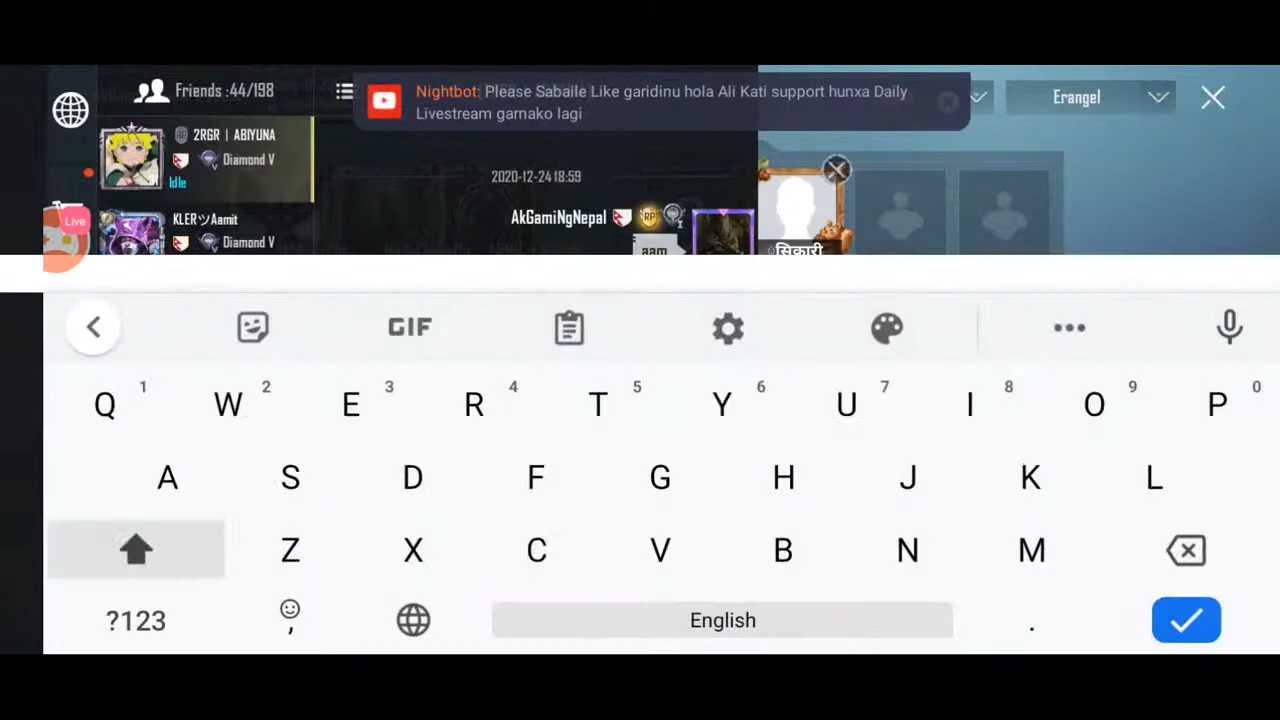 Friends :44/198
Nightbot: Please Sabaile Like garidinu hola Ali Kati support hunxa Daily
Livestream garnako lagi
Erangel
2RGR | ABIYUNA
Diamond V
Idle
2020-12-24 18:59
Live
KLERツAamit
Diamond V
AkGamiNgNepal
RP
I
aam
सिकारी
GIF
Q 1 W 2 E 3 R 4 T 5 Y 6 U 7 I 8 O 9 P 0
A S D F G H J K L
Z X C V B N M
?123 , English .